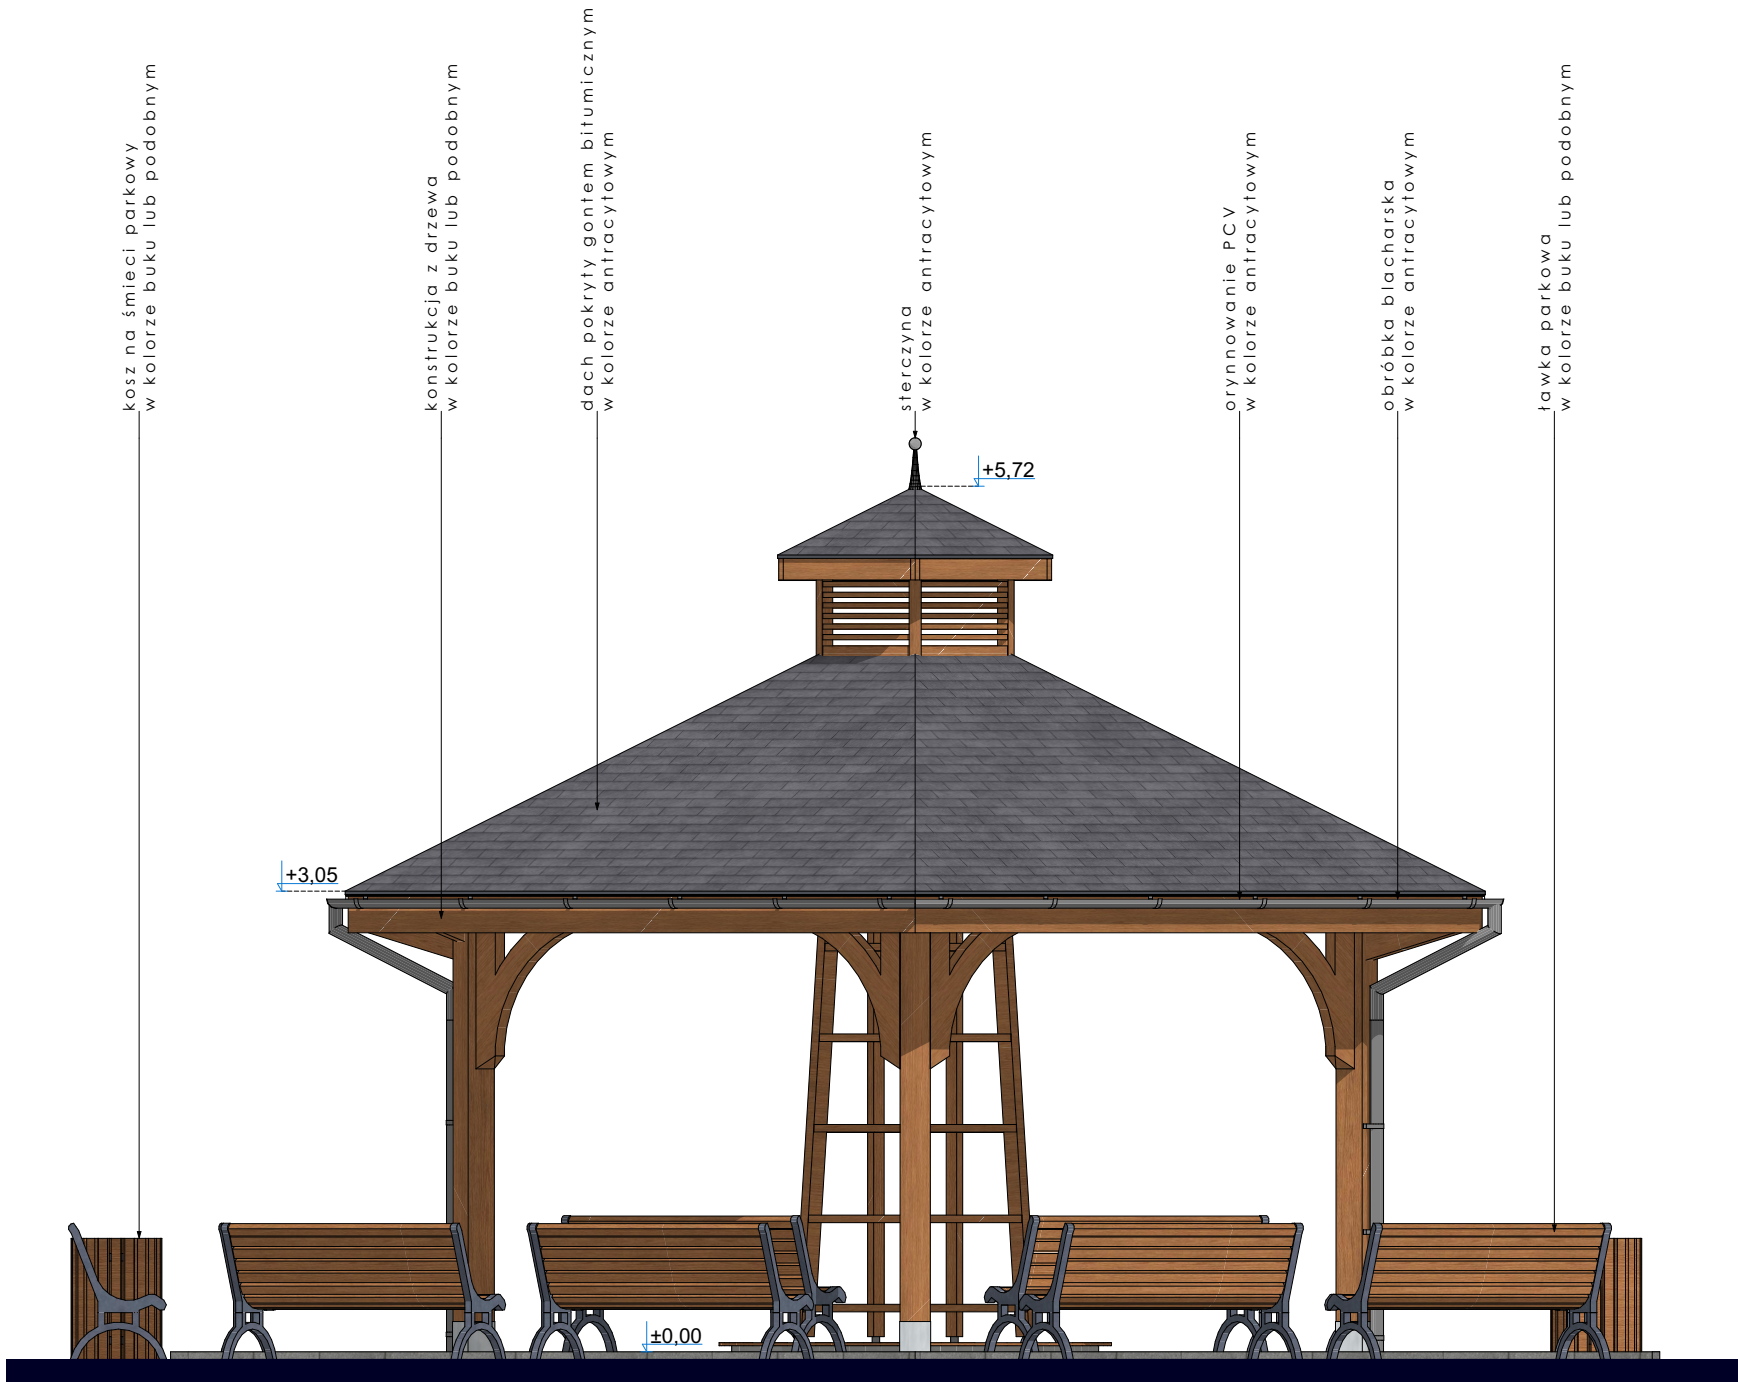 kosz na śmieci parkowy
w kolorze buku lub podobnym
konstrukcja z drzewa
w kolorze buku lub podobnym
dach pokryty gontem bitumicznym
w kolorze antracytowym
sterczyna
w kolorze antracytowym
orynnowanie PCV
w kolorze antracytowym
obróbka blacharska
w kolorze antracytowym
ławka parkowa
w kolorze buku lub podobnym
+5,72
+3,05
±0,00